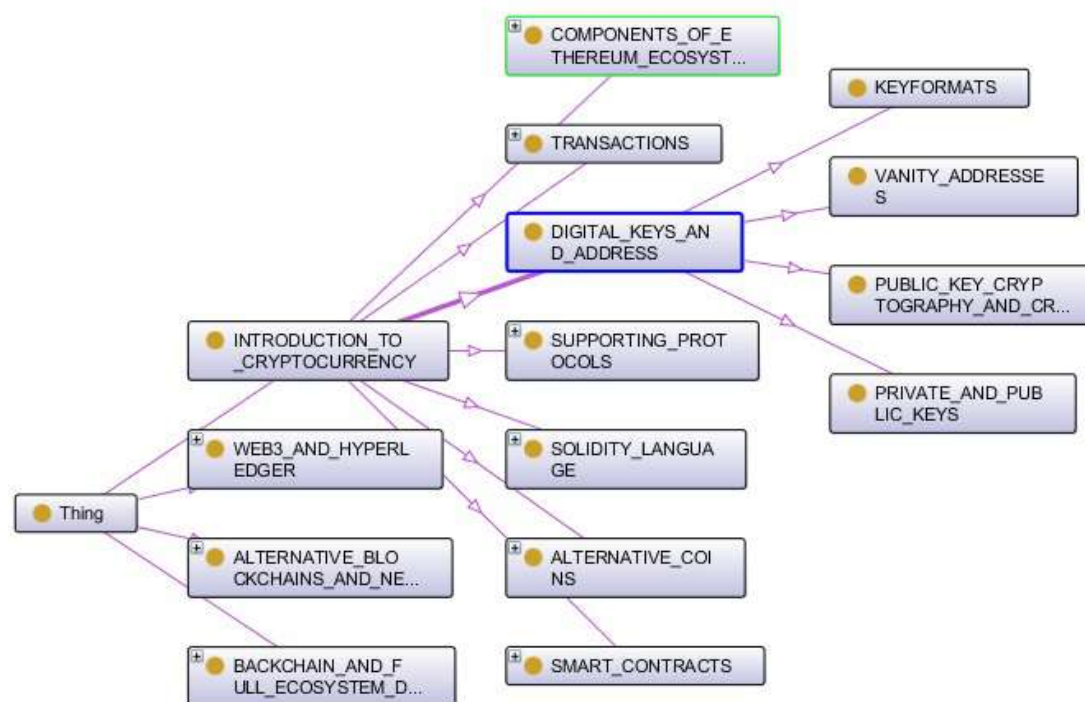 COMPONENTS_OF_E
THEREUM_ECOSYST...
KEYFORMATS
TRANSACTIONS
VANITY_ADDRESSE
S
DIGITAL_KEYS_AN
D_ADDRESS
PUBLIC_KEY_CRYP
TOGRAPHY_AND_CR...
INTRODUCTION_TO
_CRYPTOCURRENCY
SUPPORTING_PROT
OCOLS
PRIVATE_AND_PUB
LIC_KEYS
WEB3_AND_HYPERL
EDGER
SOLIDITY_LANGUA
GE
Thing
ALTERNATIVE_BLO
CKCHAINS_AND_NE...
ALTERNATIVE_COI
NS
BACKCHAIN_AND_F
ULL_ECOSYSTEM_D...
SMART_CONTRACTS